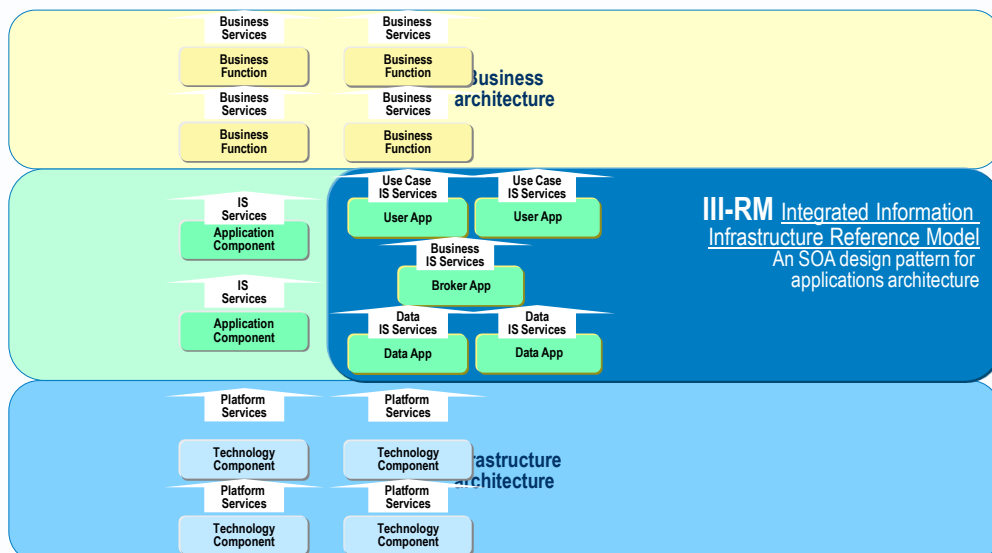 Business
Services
Business
Services
Business
Function
Business
Function
Business
architecture
Business
Services
Business
Services
Business
Function
Business
Function
Use Case
IS Services
Use Case
IS Services
IS
Services
User App
User App
III-RM Integrated Information
Infrastructure Reference Model
An SOA design pattern for
applications architecture
Application
Component
Business
IS Services
Broker App
IS
Services
Application
Component
Data
IS Services
Data
IS Services
Data App
Data App
Platform
Services
Platform
Services
Technology
Component
Technology
Component
rastructure
architecture
Platform
Services
Platform
Services
Technology
Component
Technology
Component